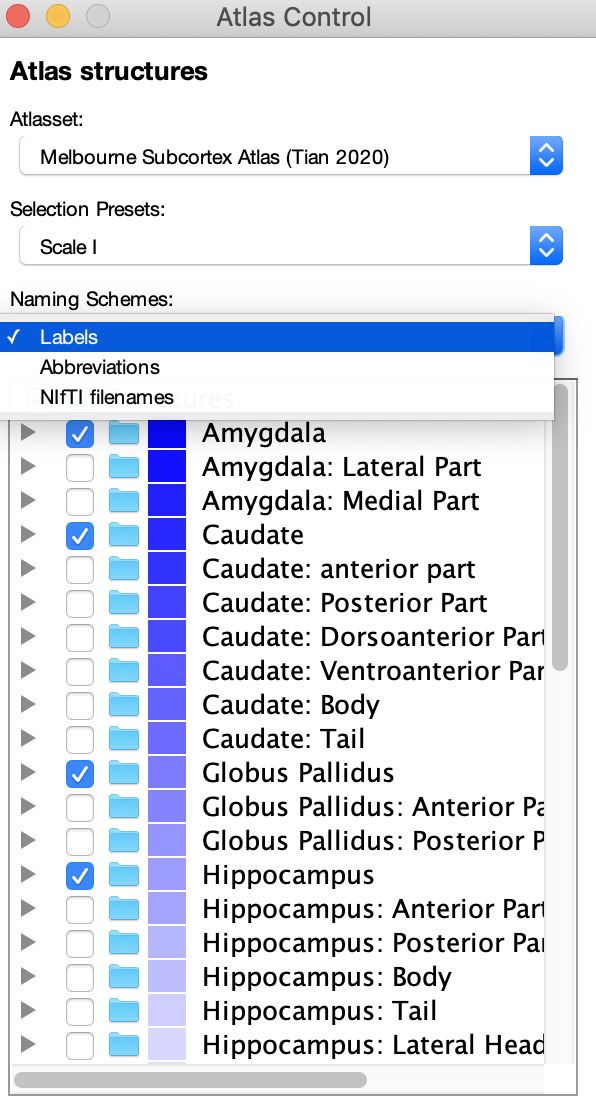 Atlas Control
Atlas structures
Atlasset:
Melbourne Subcortex Atlas (Tian 2020)
Selection Presets:
Scale I
Naming Schemes:
Labels
Abbreviations
NIfTI filenames
Amygdala
Amygdala: Lateral Part
Amygdala: Medial Part
Caudate
Caudate: anterior part
Caudate: Posterior Part
Caudate: Dorsoanterior Part
Caudate: Ventroanterior Par
Caudate: Body
Caudate: Tail
Globus Pallidus
Globus Pallidus: Anterior Pa
Globus Pallidus: Posterior P
Hippocampus
Hippocampus: Anterior Part
Hippocampus: Posterior Pa
Hippocampus: Body
Hippocampus: Tail
Hippocampus: Lateral Head